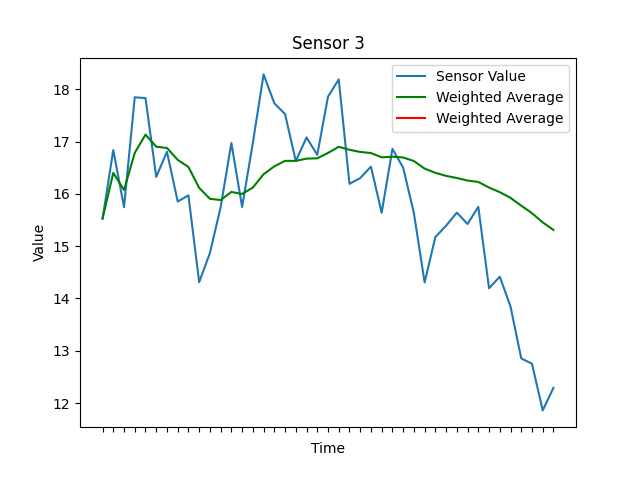 Sensor 3
Sensor Value
Weighted Average
Weighted Average
18
17
16
15
14
13
12
Value
Time